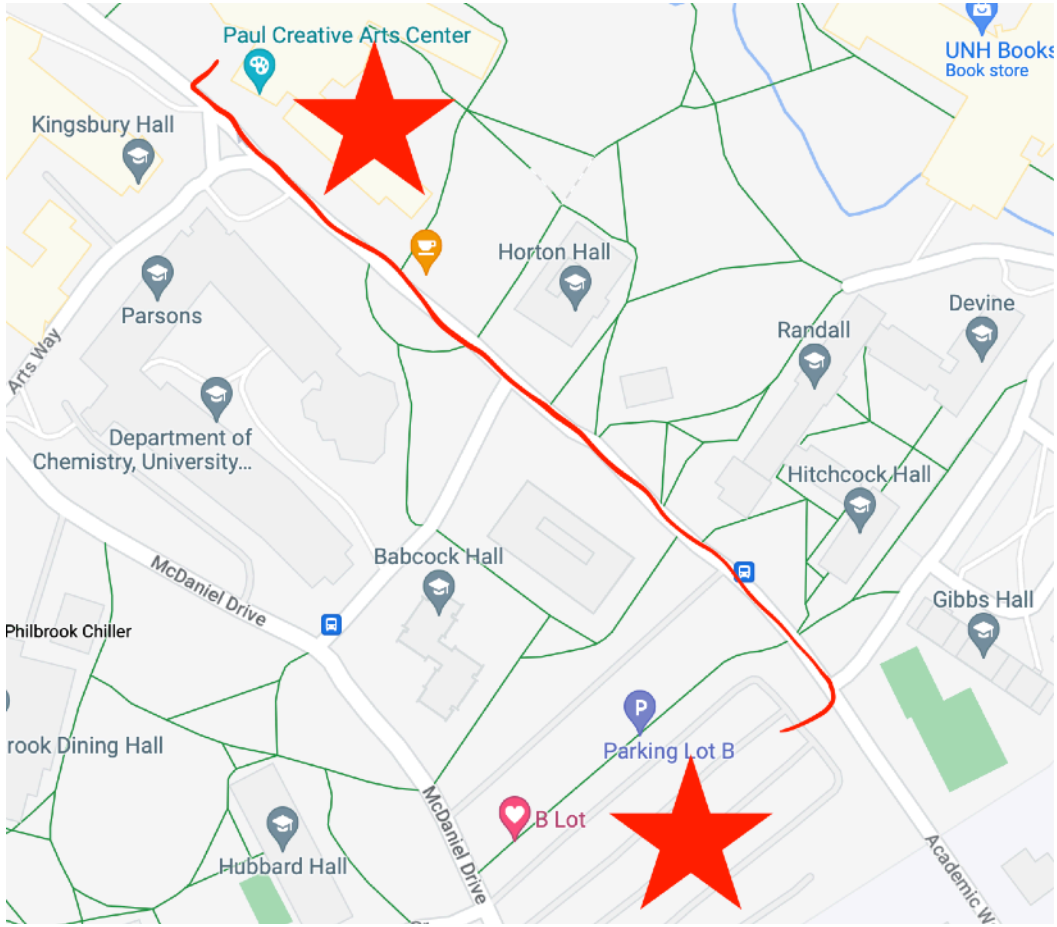 Paul Creative Arts Center
UNH Books
Book store
Kingsbury Hall
Horton Hall
Parsons
Devine
Randall
Arts Way
Department of
Chemistry, University...
Hitchcock Hall
Babcock Hall
McDaniel Drive
Gibbs Hall
Philbrook Chiller
P
Parking Lot B
rook Dining Hall
B Lot
McDaniel Drive
Hubbard Hall
Academic W